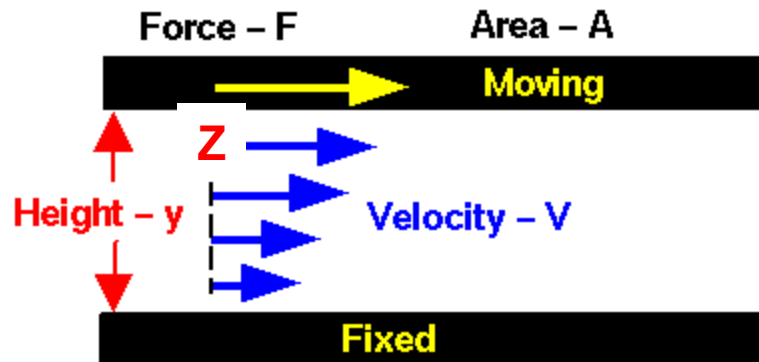 Force – F
Area – A
Moving
Z
Height – y
Velocity – V
Fixed